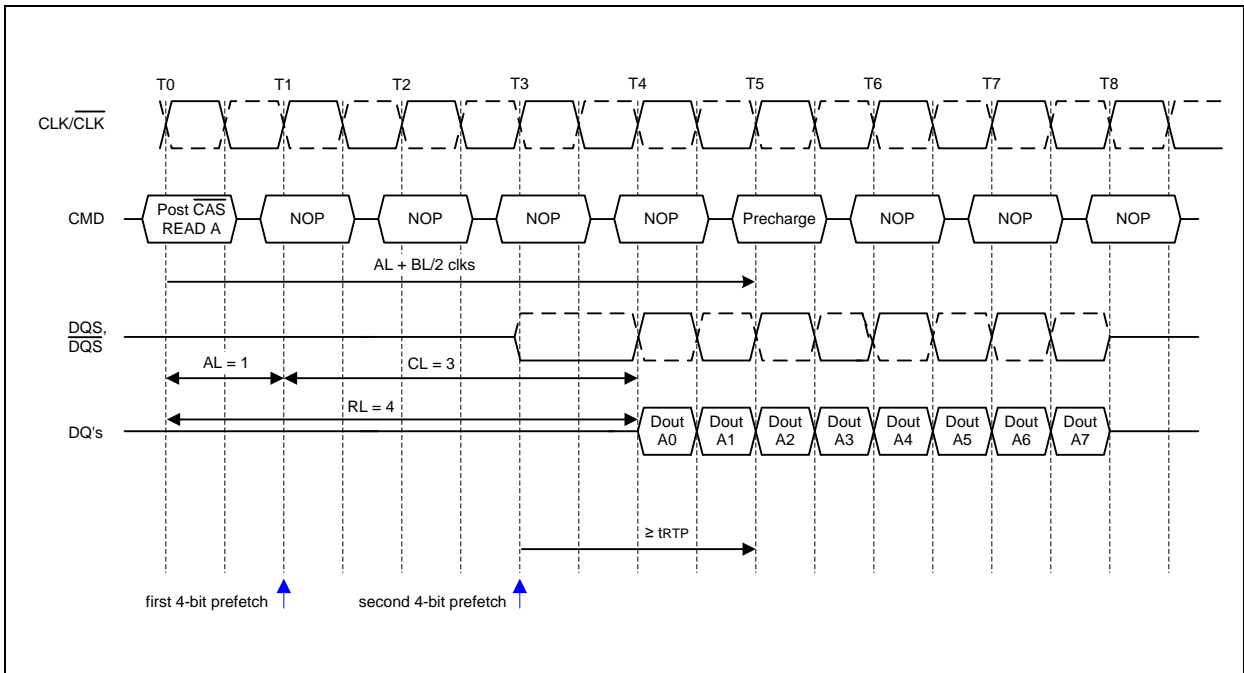 T0 T1 T2 T3 T4 T5 T6 T7 T8
CLK/CLK
CMD
Post CAS
READ A
NOP NOP NOP NOP Precharge NOP NOP NOP
AL + BL/2 clks
DQS,
DQS
AL = 1
CL = 3
RL = 4
DQ's
Dout
A0
Dout
A1
Dout
A2
Dout
A3
Dout
A4
Dout
A5
Dout
A6
Dout
A7
≥ tRTP
first 4-bit prefetch
second 4-bit prefetch